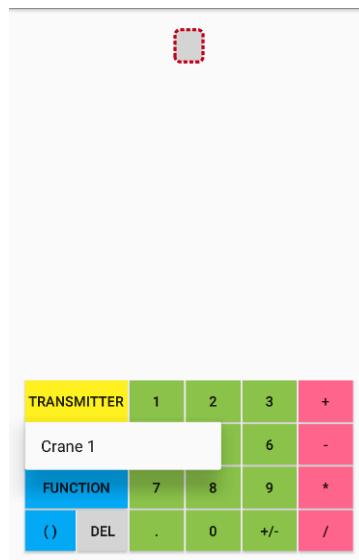 TRANSMITTER 1 2 3 +
Crane 1 6 -
FUNCTION 7 8 9 *
( ) DEL . 0 +/- /